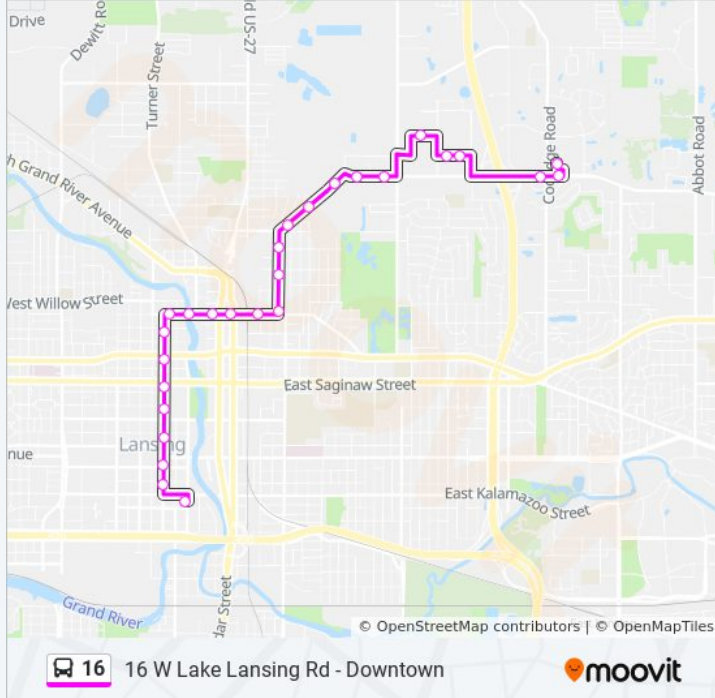 Drive
Dewitt Ro
d US-27
Turner Street
h Grand River Avenue
Coolidge Road
Abbot Road
West Willow Street
East Saginaw Street
Lansing
nue
East Kalamazoo Street
Grand River
dar Street
© OpenStreetMap contributors | © OpenMapTiles
16 16 W Lake Lansing Rd - Downtown
moovit